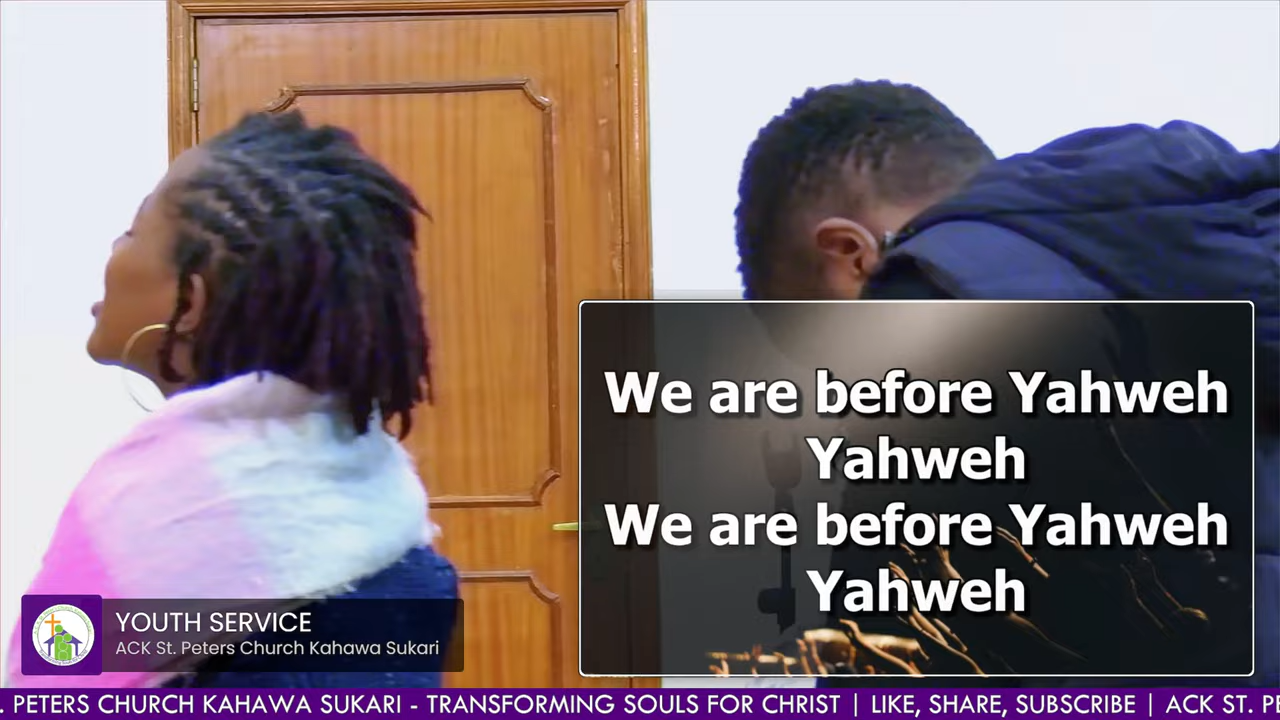 We are before Yahweh
Yahweh
We are before Yahweh
Yahweh
YOUTH SERVICE
ACK St. Peters Church Kahawa Sukari
. PETERS CHURCH KAHAWA SUKARI - TRANSFORMING SOULS FOR CHRIST | LIKE, SHARE, SUBSCRIBE | ACK ST.